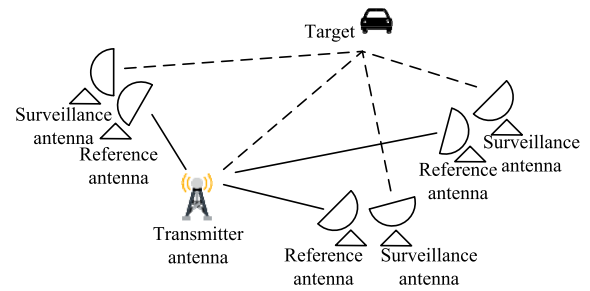 Target
Surveillance
antenna
Reference
antenna
Transmitter
antenna
Reference
antenna
Surveillance
antenna
Reference
antenna
Surveillance
antenna